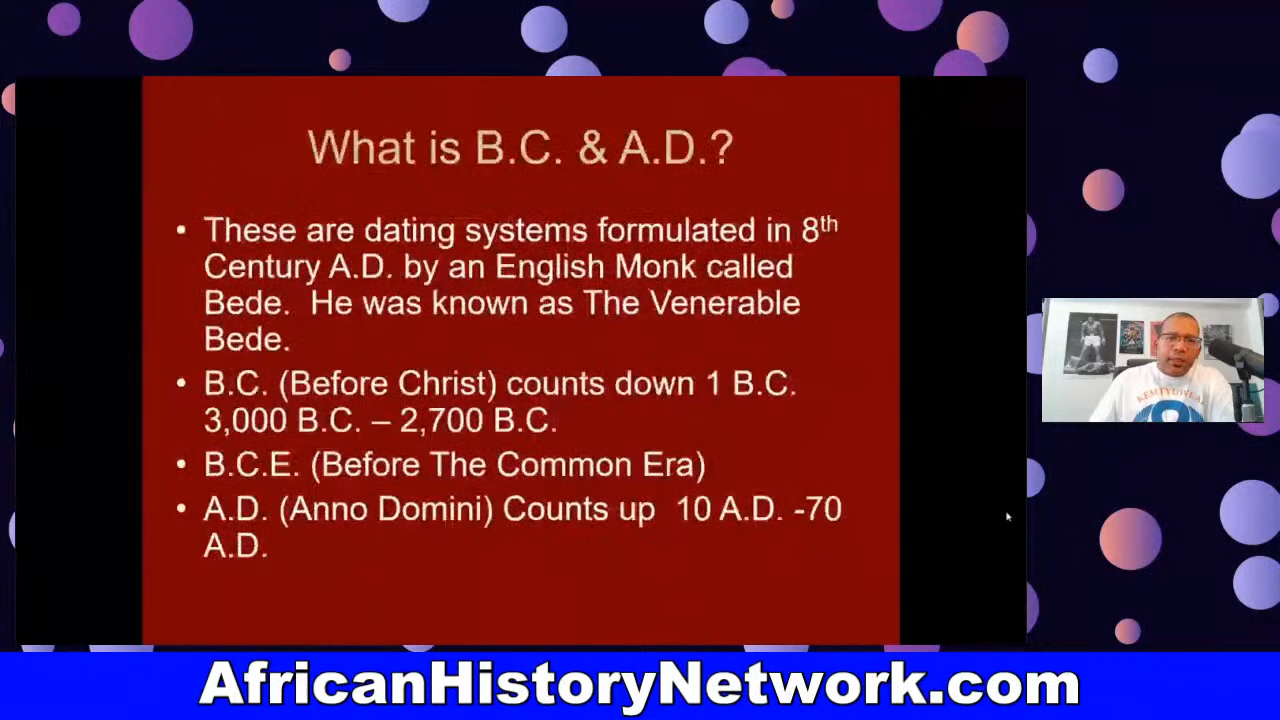 What is B.C. & A.D.?
• These are dating systems formulated in 8th
Century A.D. by an English Monk called
Bede.  He was known as The Venerable
Bede.
• B.C. (Before Christ) counts down 1 B.C.
3,000 B.C. – 2,700 B.C.
• B.C.E. (Before The Common Era)
• A.D. (Anno Domini) Counts up  10 A.D. -70
A.D.
AfricanHistoryNetwork.com